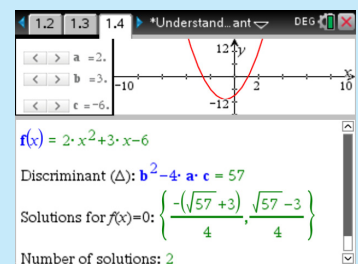 1.2 1.3 1.4 *Understand...ant DEG
a =2.
b =3.
c =-6.
12 y
x
-10 2 10
-12
f(x) = 2·x²+3·x-6
Discriminant (Δ): b²-4·a·c = 57
Solutions for f(x)=0: { -(√57 +3)/4 , √57 -3/4 }
Number of solutions: 2